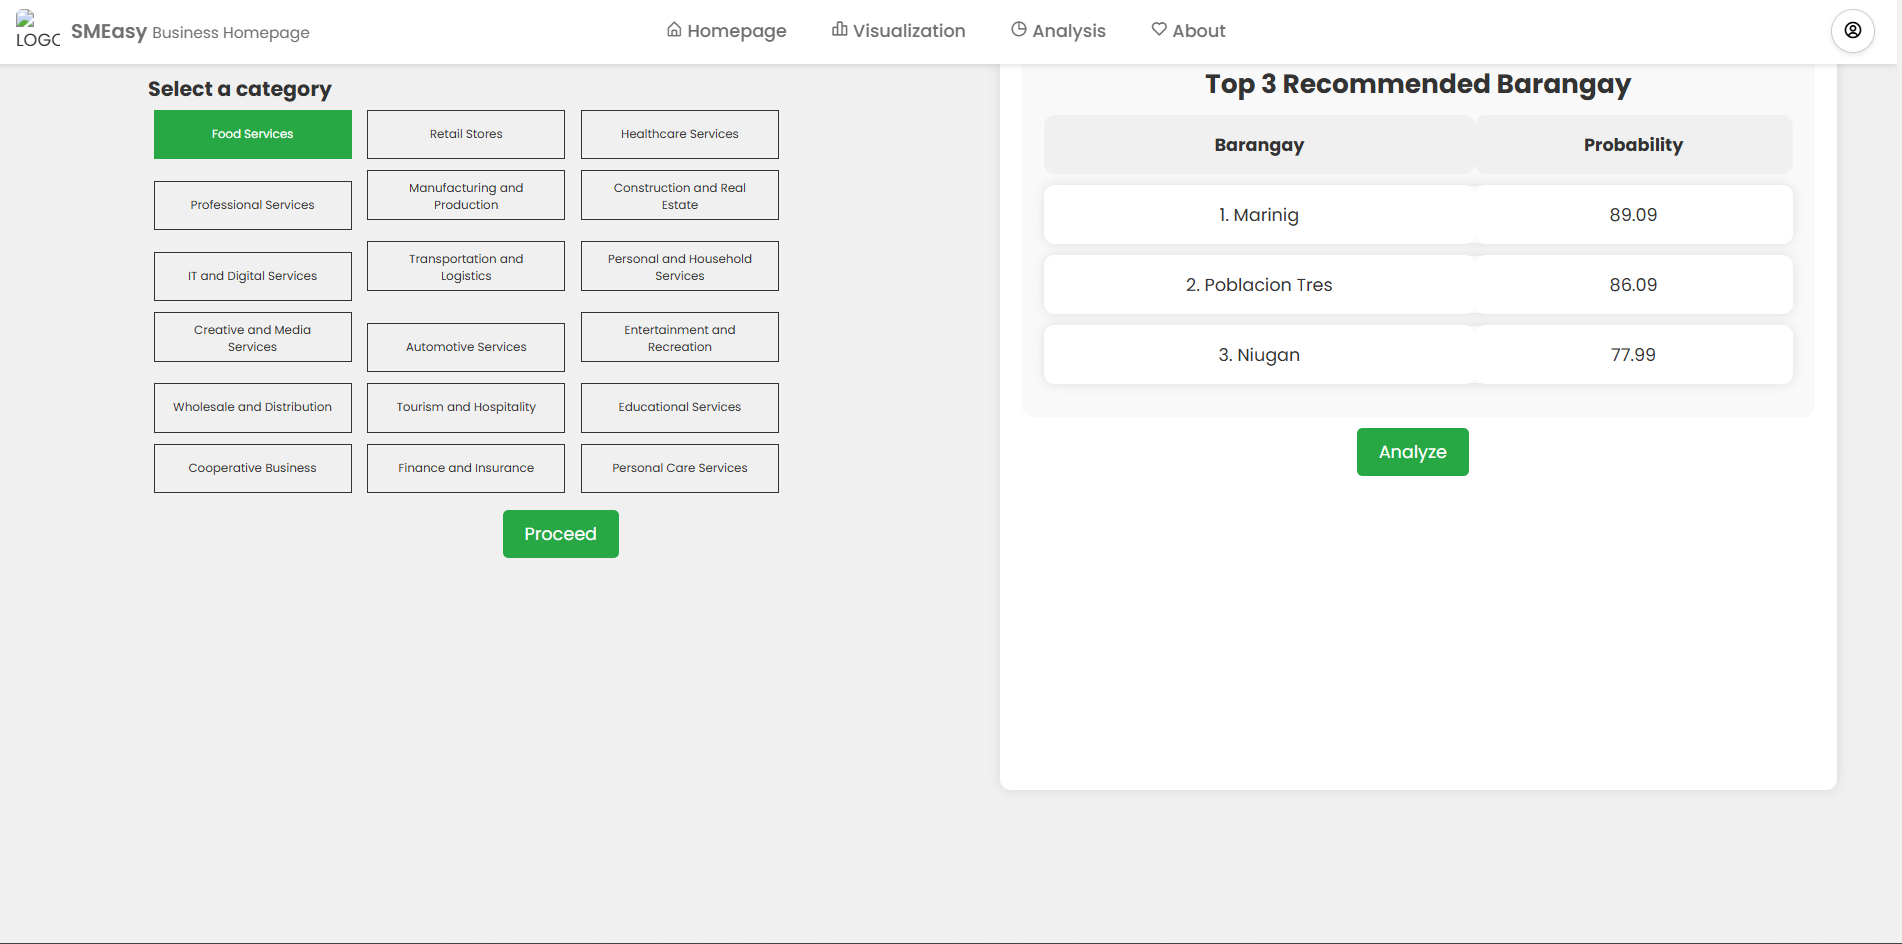 LOGO
SMEasy Business Homepage
Homepage
Visualization
Analysis
About
Select a category
Food Services
Retail Stores
Healthcare Services
Professional Services
Manufacturing and
Production
Construction and Real
Estate
IT and Digital Services
Transportation and
Logistics
Personal and Household
Services
Creative and Media
Services
Automotive Services
Entertainment and
Recreation
Wholesale and Distribution
Tourism and Hospitality
Educational Services
Cooperative Business
Finance and Insurance
Personal Care Services
Proceed
Top 3 Recommended Barangay
Barangay Probability
1. Marinig 89.09
2. Poblacion Tres 86.09
3. Niugan 77.99
Analyze